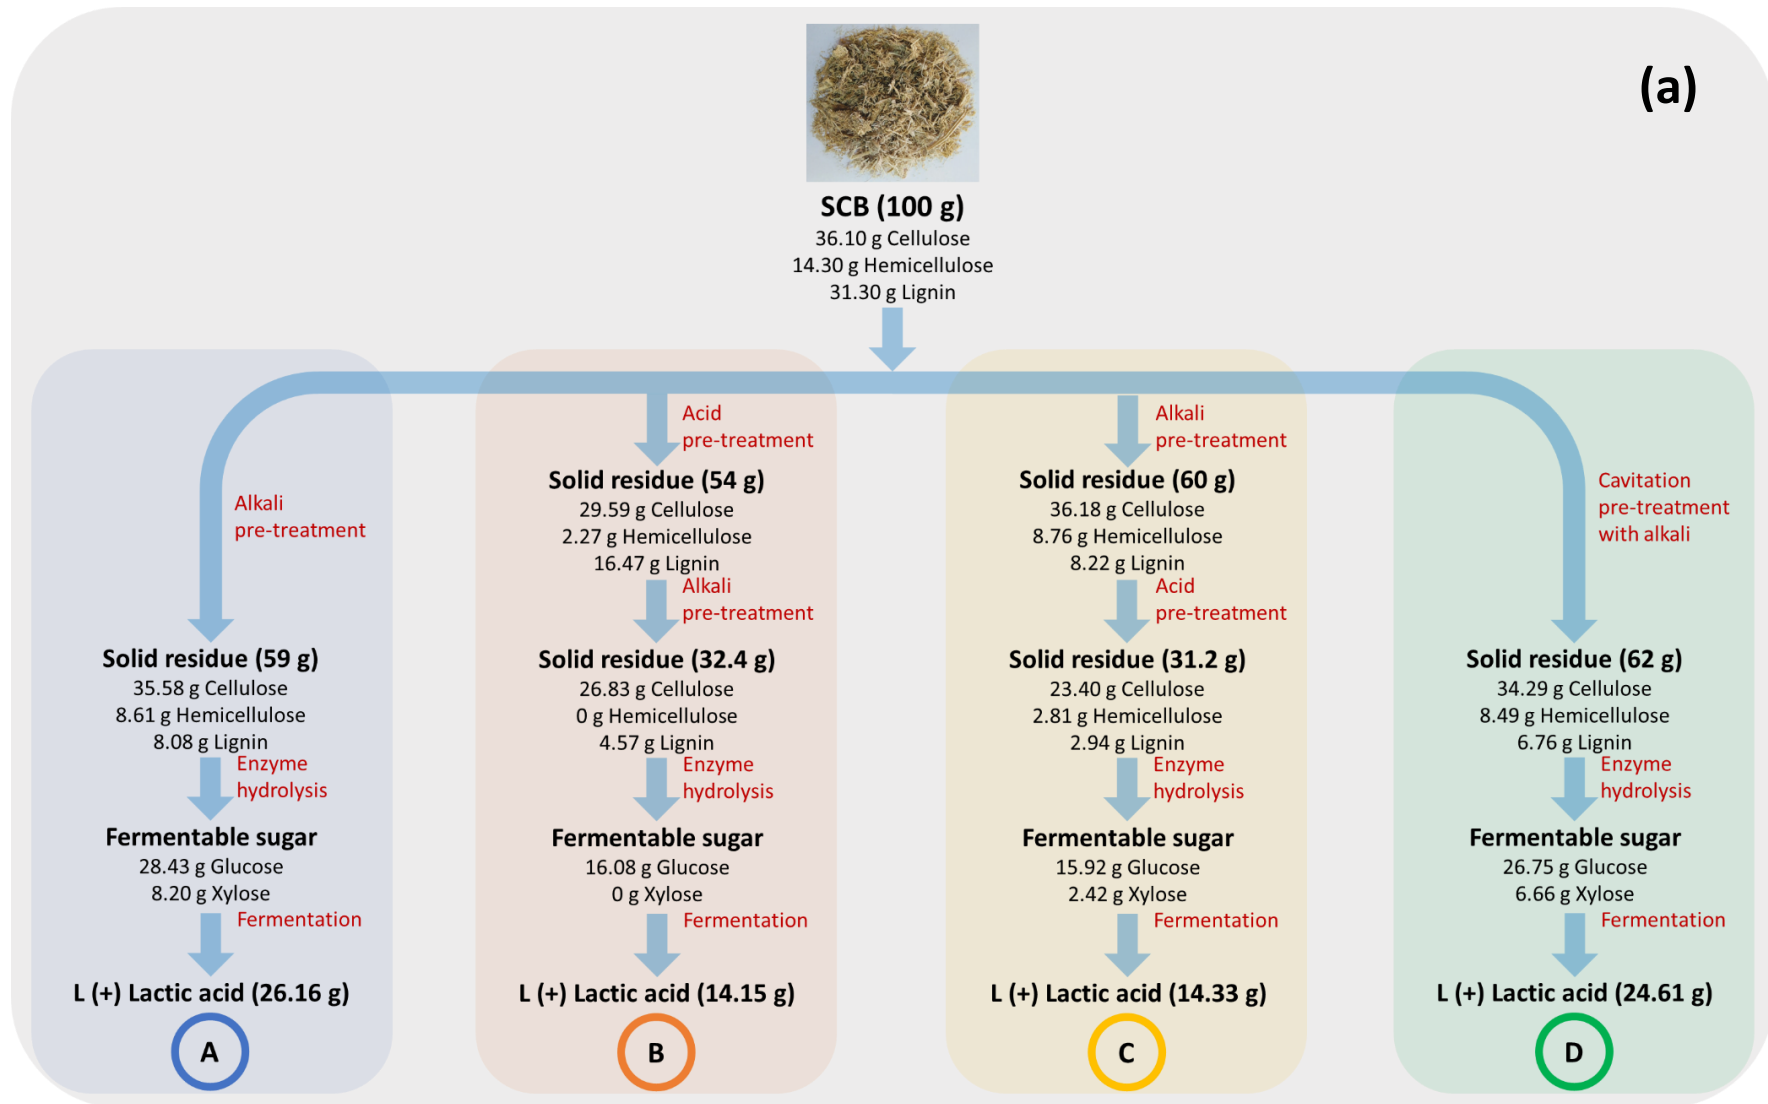 (a)
SCB (100 g)
36.10 g Cellulose
14.30 g Hemicellulose
31.30 g Lignin
Alkali
pre-treatment
Solid residue (59 g)
35.58 g Cellulose
8.61 g Hemicellulose
8.08 g Lignin
Enzyme
hydrolysis
Fermentable sugar
28.43 g Glucose
8.20 g Xylose
Fermentation
L (+) Lactic acid (26.16 g)
A
Acid
pre-treatment
Solid residue (54 g)
29.59 g Cellulose
2.27 g Hemicellulose
16.47 g Lignin
Alkali
pre-treatment
Solid residue (32.4 g)
26.83 g Cellulose
0 g Hemicellulose
4.57 g Lignin
Enzyme
hydrolysis
Fermentable sugar
16.08 g Glucose
0 g Xylose
Fermentation
L (+) Lactic acid (14.15 g)
B
Alkali
pre-treatment
Solid residue (60 g)
36.18 g Cellulose
8.76 g Hemicellulose
8.22 g Lignin
Acid
pre-treatment
Solid residue (31.2 g)
23.40 g Cellulose
2.81 g Hemicellulose
2.94 g Lignin
Enzyme
hydrolysis
Fermentable sugar
15.92 g Glucose
2.42 g Xylose
Fermentation
L (+) Lactic acid (14.33 g)
C
Cavitation
pre-treatment
with alkali
Solid residue (62 g)
34.29 g Cellulose
8.49 g Hemicellulose
6.76 g Lignin
Enzyme
hydrolysis
Fermentable sugar
26.75 g Glucose
6.66 g Xylose
Fermentation
L (+) Lactic acid (24.61 g)
D